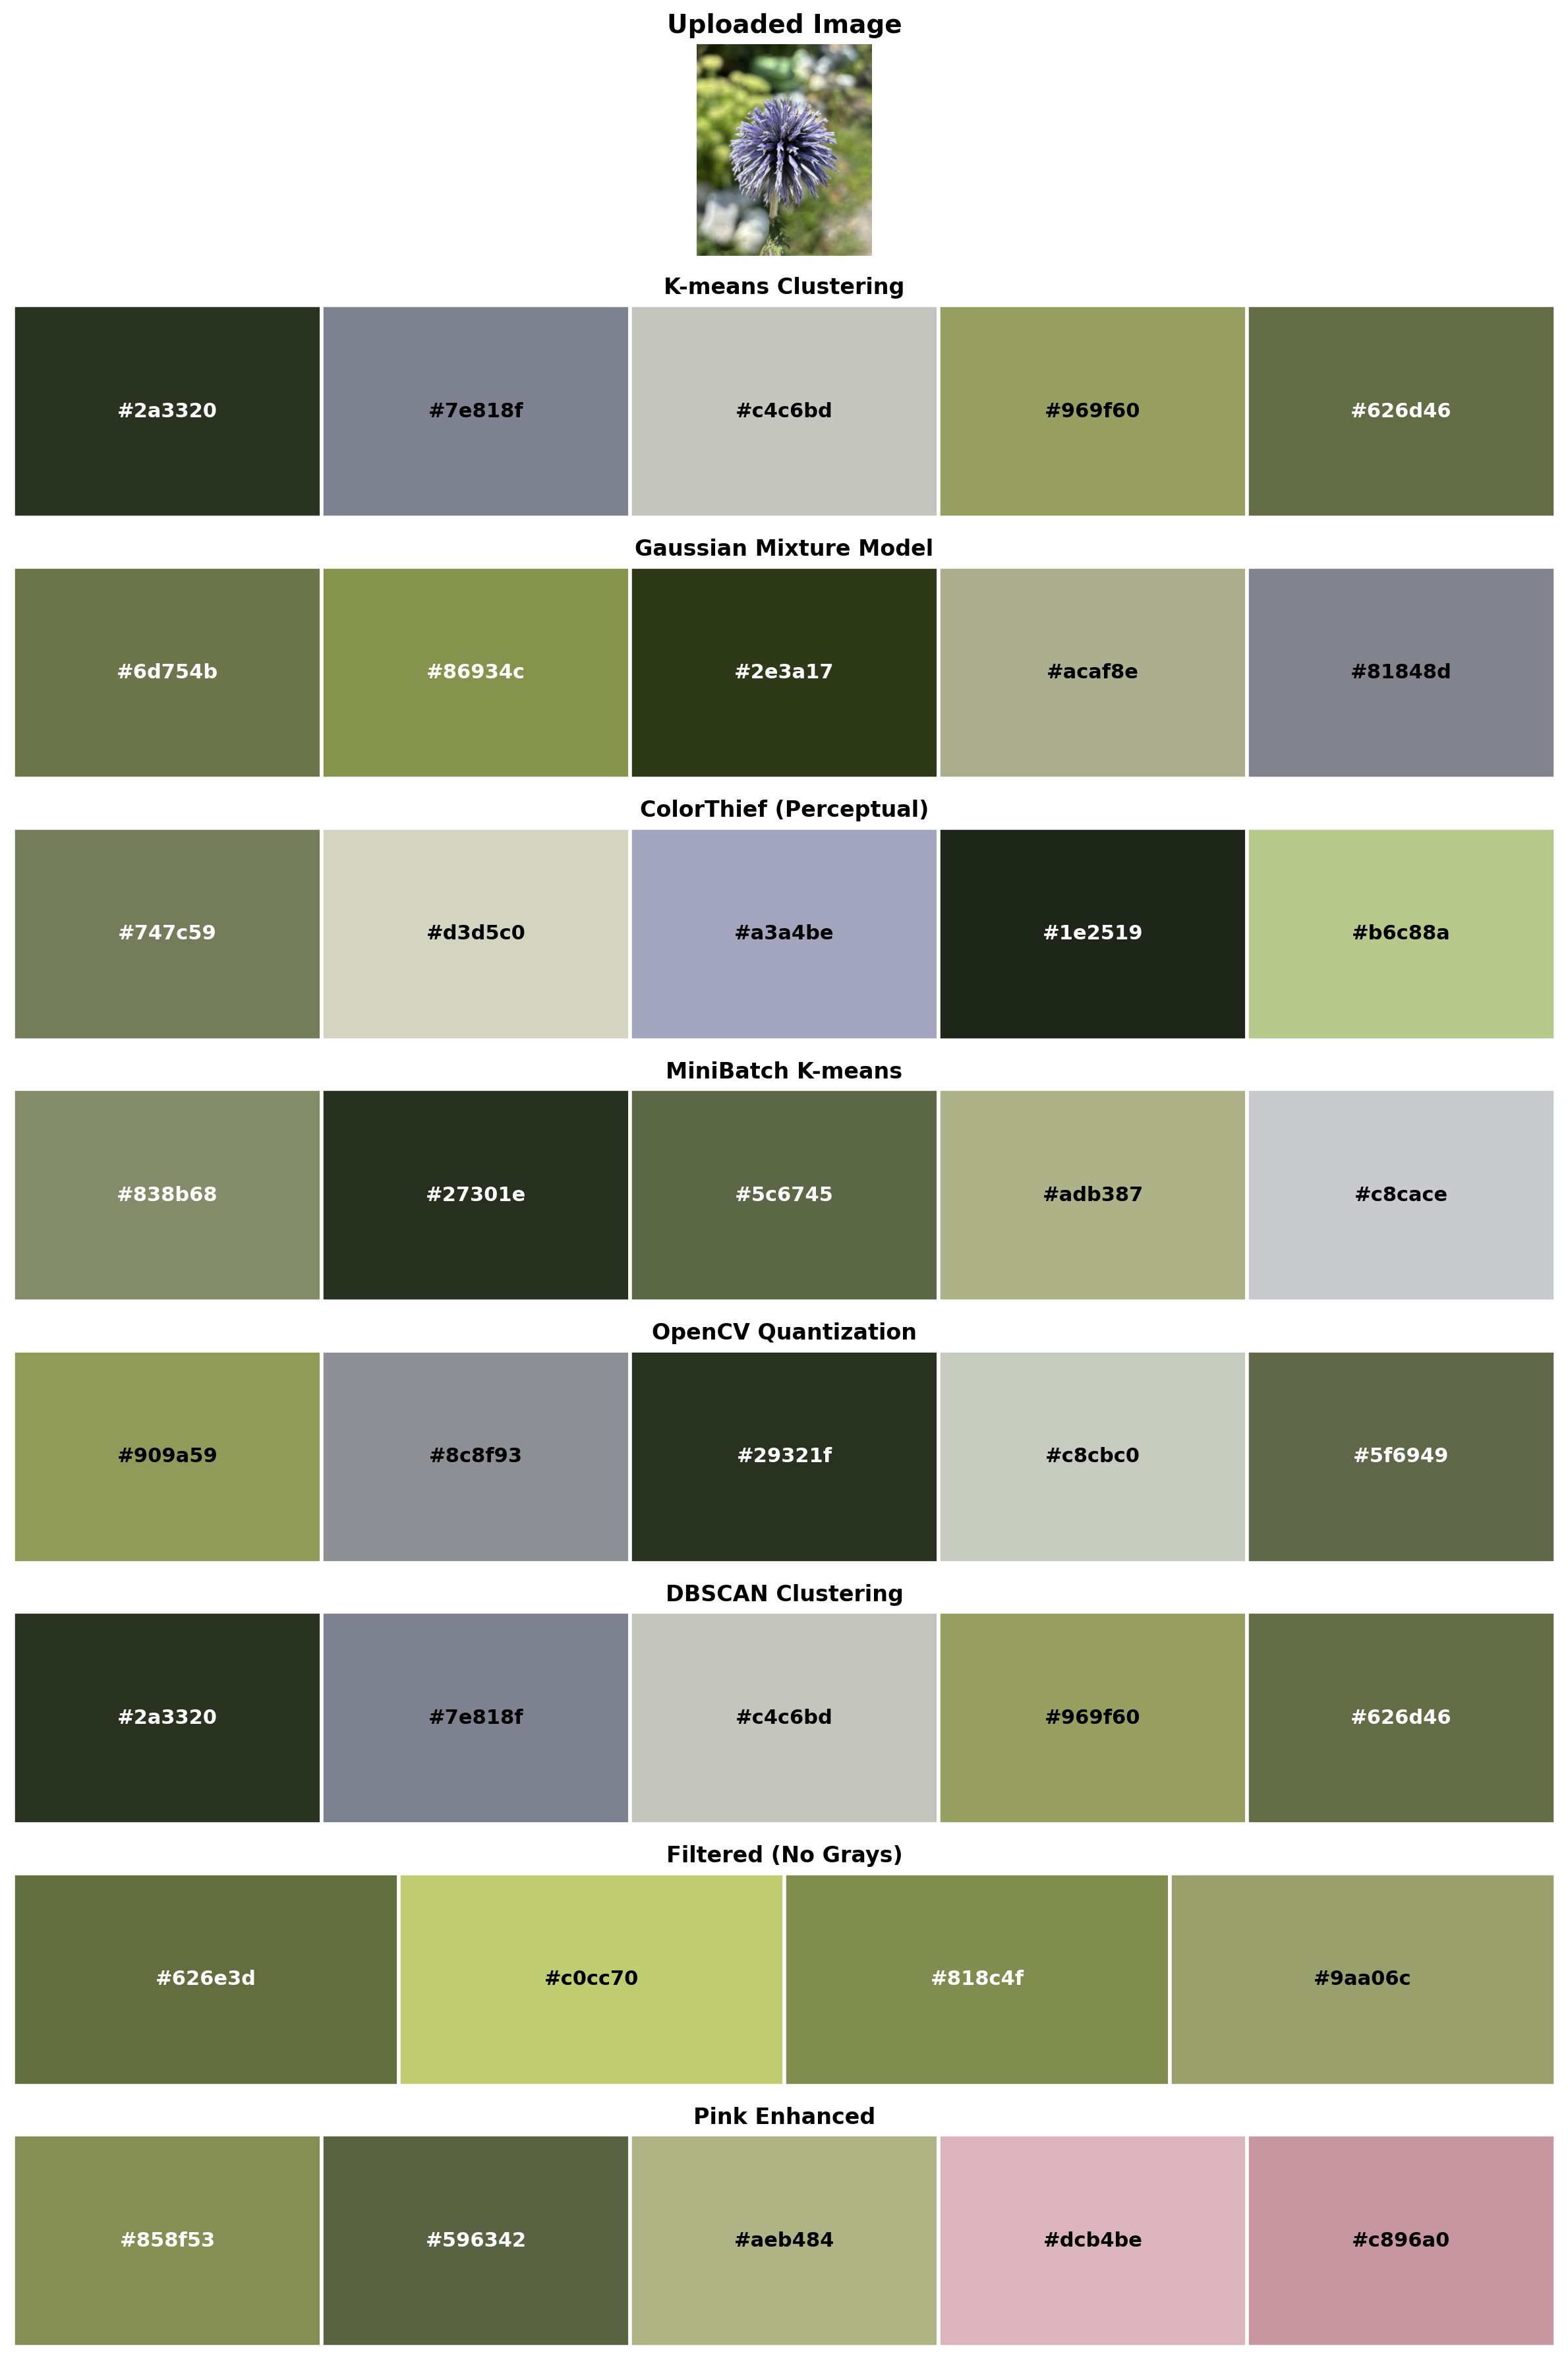 Uploaded Image
K-means Clustering
#2a3320 #7e818f #c4c6bd #969f60 #626d46
Gaussian Mixture Model
#6d754b #86934c #2e3a17 #acaf8e #81848d
ColorThief (Perceptual)
#747c59 #d3d5c0 #a3a4be #1e2519 #b6c88a
MiniBatch K-means
#838b68 #27301e #5c6745 #adb387 #c8cace
OpenCV Quantization
#909a59 #8c8f93 #29321f #c8cbc0 #5f6949
DBSCAN Clustering
#2a3320 #7e818f #c4c6bd #969f60 #626d46
Filtered (No Grays)
#626e3d #c0cc70 #818c4f #9aa06c
Pink Enhanced
#858f53 #596342 #aeb484 #dcb4be #c896a0